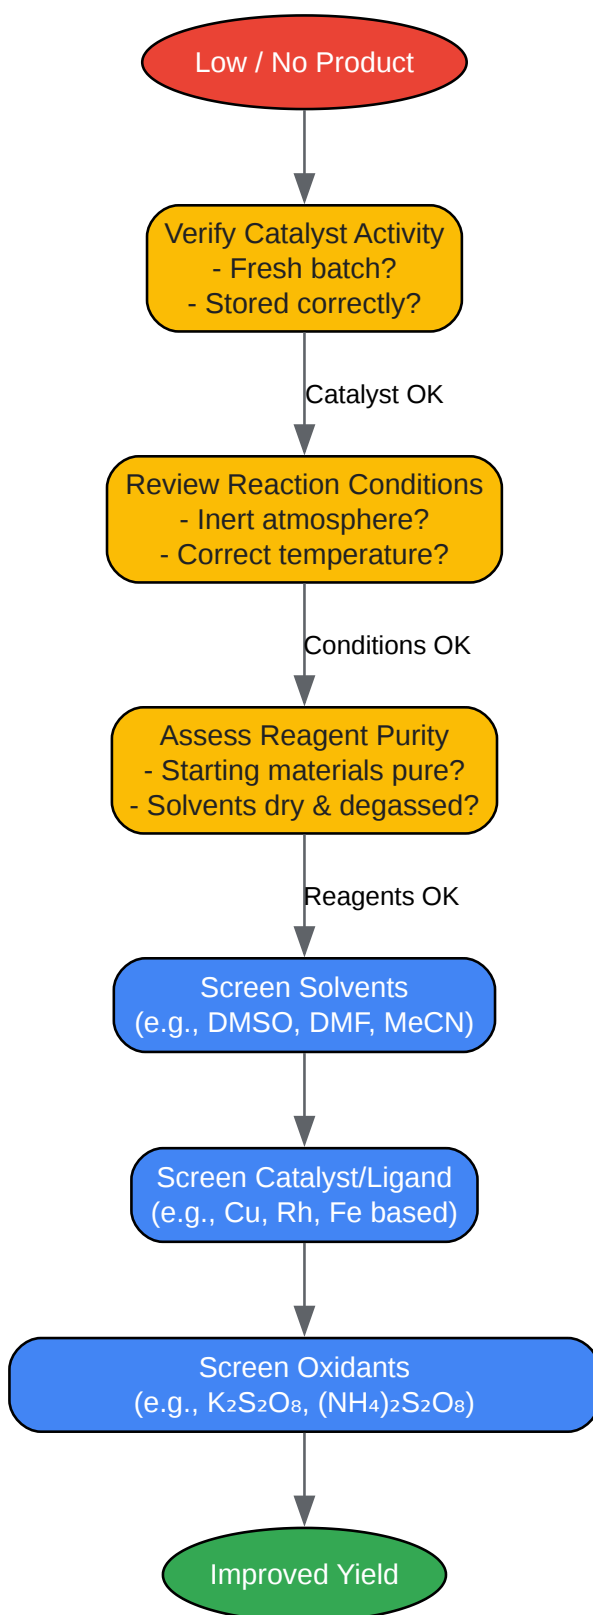 Low / No Product
Verify Catalyst Activity
- Fresh batch?
- Stored correctly?
Catalyst OK
Review Reaction Conditions
- Inert atmosphere?
- Correct temperature?
Conditions OK
Assess Reagent Purity
- Starting materials pure?
- Solvents dry & degassed?
Reagents OK
Screen Solvents
(e.g., DMSO, DMF, MeCN)
Screen Catalyst/Ligand
(e.g., Cu, Rh, Fe based)
Screen Oxidants
(e.g., K₂S₂O₈, (NH₄)₂S₂O₈)
Improved Yield